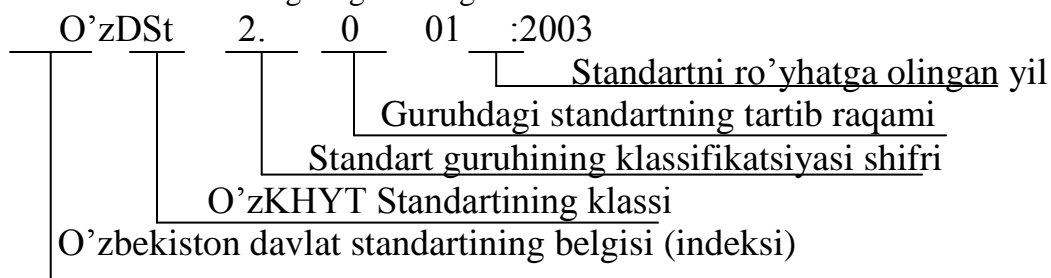 O’zDSt 2. 0 01 :2003
Standartni ro’yhatga olingan yil
Guruhdagi standartning tartib raqami
Standart guruhining klassifikatsiyasi shifri
O’zKHYT Standartining klassi
O’zbekiston davlat standartining belgisi (indeksi)